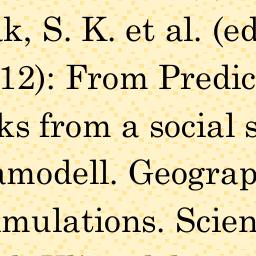 k, S. K. et al. (ed
12): From Predic
ks from a social s
amodell. Geograp
mulations. Scien